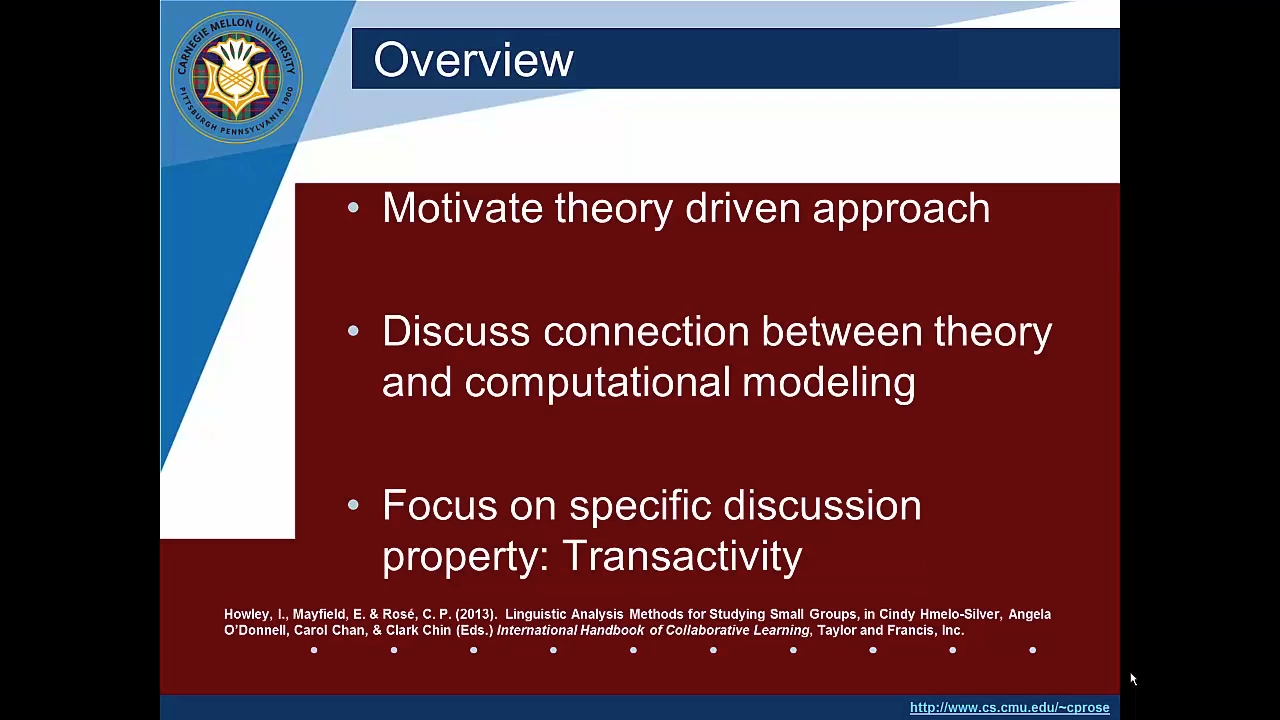 CARNEGIE MELLON UNIVERSITY
PITTSBURGH PENNSYLVANIA 1900
Overview
• Motivate theory driven approach
• Discuss connection between theory
and computational modeling
• Focus on specific discussion
property: Transactivity
Howley, I., Mayfield, E. & Rosé, C. P. (2013). Linguistic Analysis Methods for Studying Small Groups, in Cindy Hmelo-Silver, Angela
O'Donnell, Carol Chan, & Clark Chin (Eds.) International Handbook of Collaborative Learning, Taylor and Francis, Inc.
http://www.cs.cmu.edu/~cprose